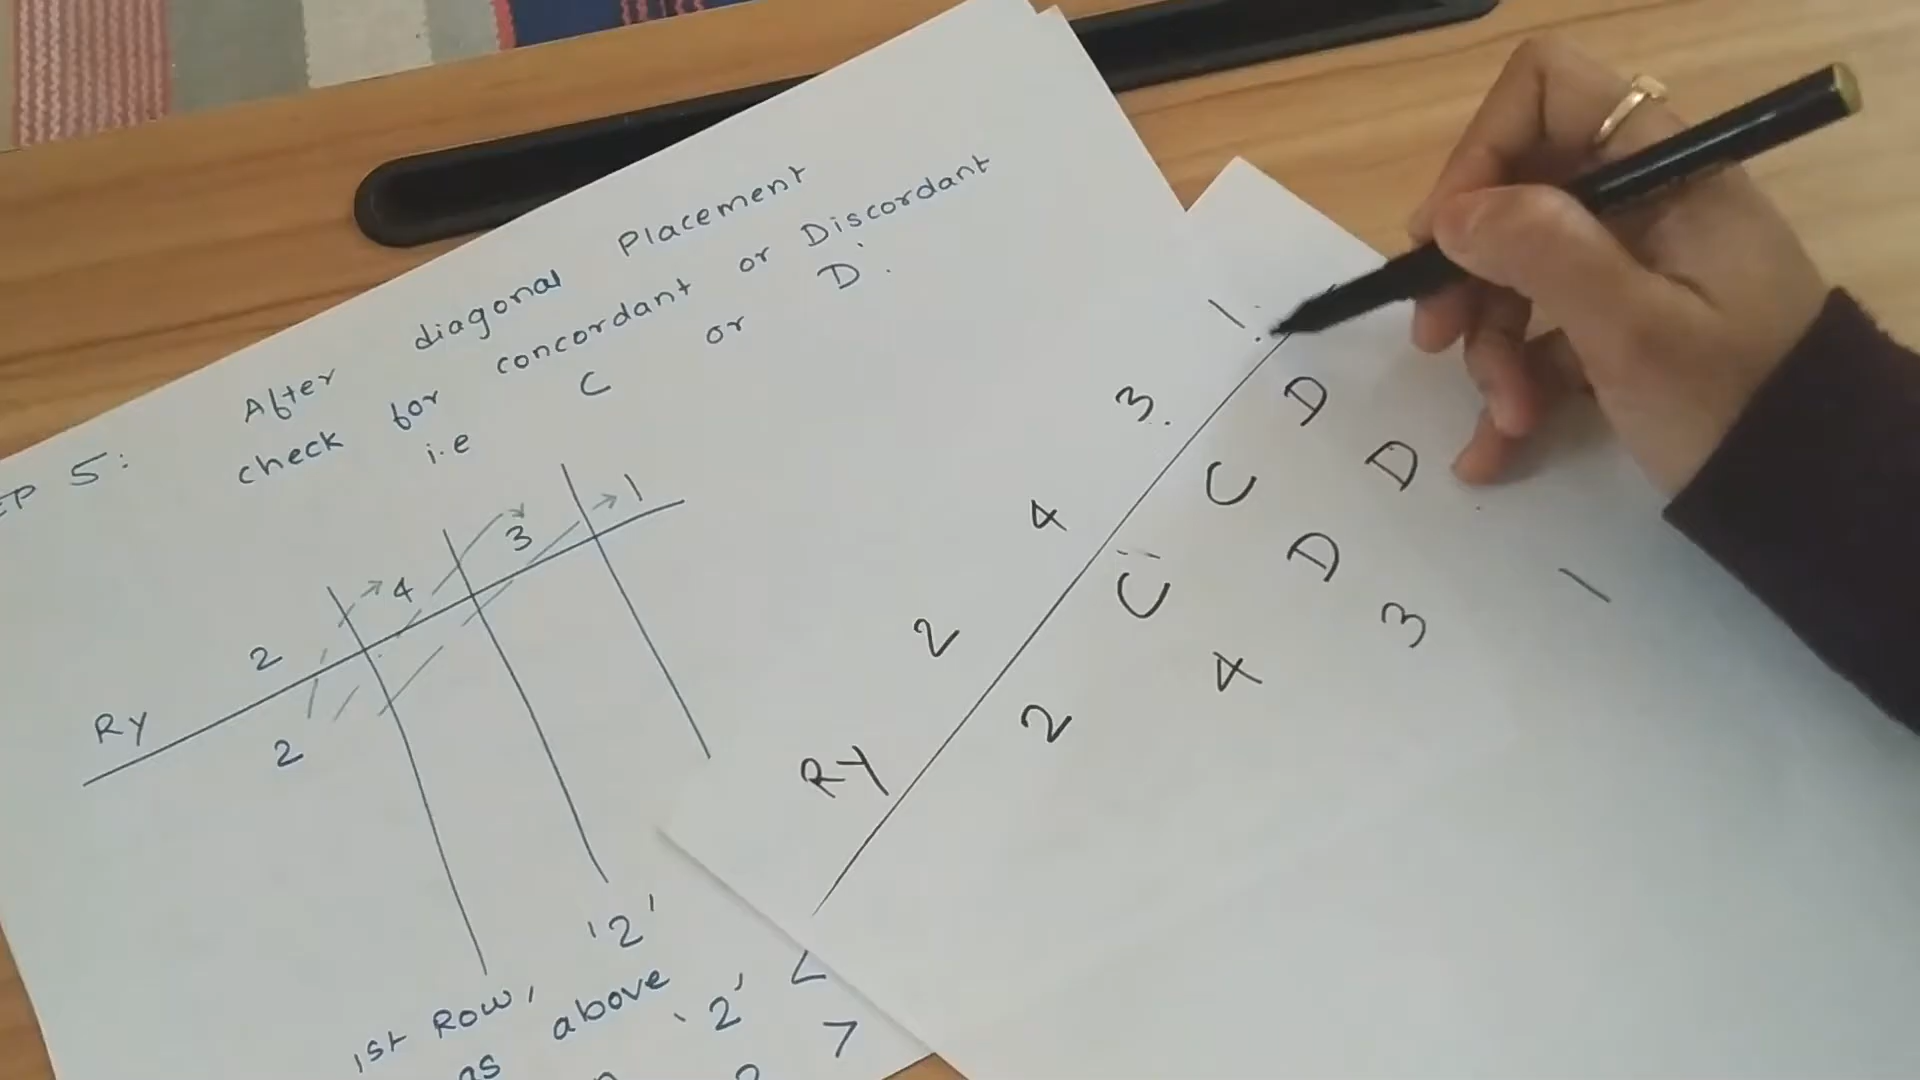 EP 5: After diagonal Placement
check for concordant or Discordant
i.e C or D.
Ry 2 4 3 1
2
1st Row, '2'
as above
'2' <
>
Ry 2 4 3. 1
2 C C D
4 D D
3
1